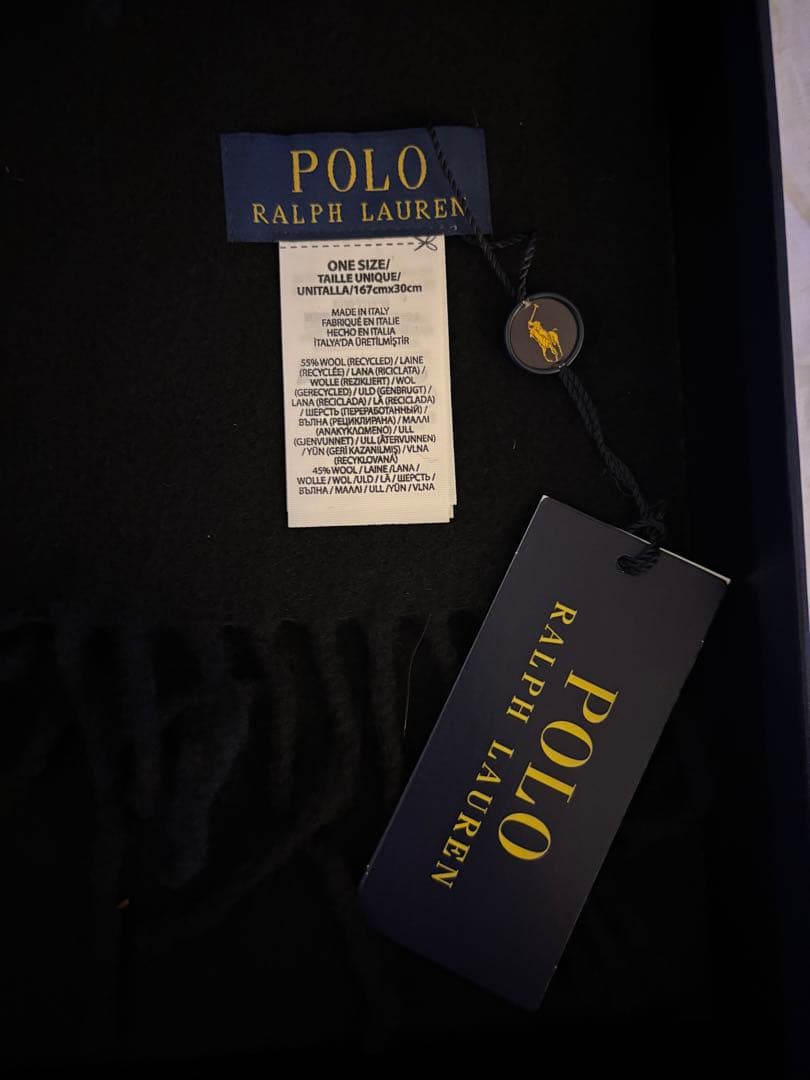 POLO
RALPH LAUREN
ONE SIZE/
TAILLE UNIQUE/
UNITALLA/167cmx30cm
MADE IN ITALY
FABRIQUÉ EN ITALIE
HECHO EN ITALIA
İTALYA'DA ÜRETİLMİŞTİR
55% WOOL (RECYCLED) / LAINE
(RECYCLÉE) / LANA (RICICLATA) /
WOLLE (REZIKLIERT) / WOL
(GERECYCLED) / ULD (GENBRUGT) /
LANA (RECICLADA) / LÃ (RECICLADA)
/ ШЕРСТЬ (ПЕРЕРАБОТАННЫЙ) /
ВЪЛНА (РЕЦИКЛИРАНА) / ΜΑΛΛΙ
(ΑΝΑΚΥΚΛΩΜΕΝΟ) / ULL
(GJENVUNNET) / ULL (ÅTERVUNNEN)
/ YÜN (GERİ KAZANILMIŞ) / VLNA
(RECYKLOVANÁ)
45% WOOL / LAINE /LANA /
WOLLE / WOL /ULD / LÃ / ШЕРСТЬ /
ВЪЛНА / ΜΑΛΛΙ / ULL /YÜN / VLNA
POLO
RALPH LAUREN